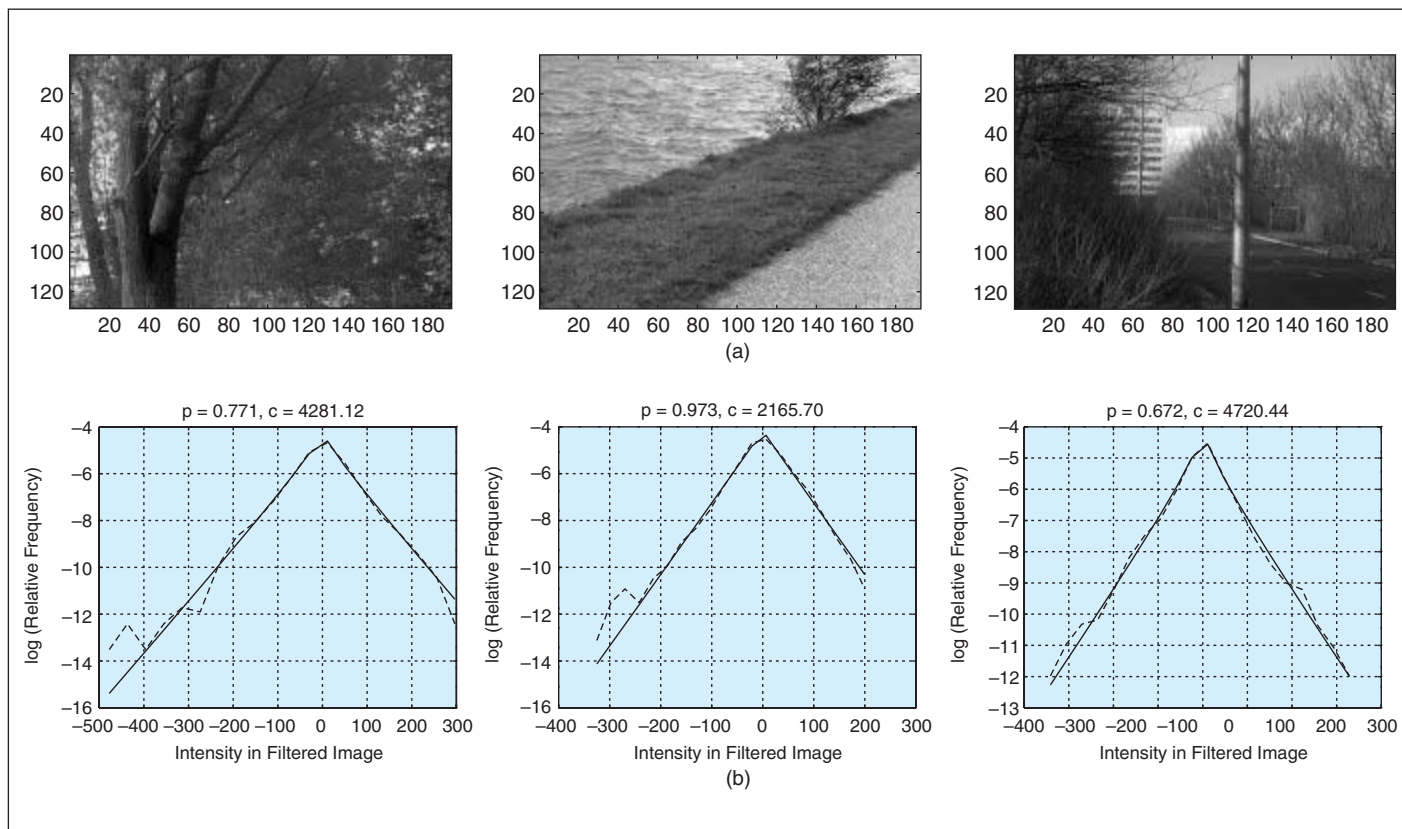 20
40
60
80
100
120
20 40 60 80 100 120 140 160 180
20
40
60
80
100
120
20 40 60 80 100 120 140 160 180
(a)
20
40
60
80
100
120
20 40 60 80 100 120 140 160 180
p = 0.771, c = 4281.12
log (Relative Frequency)
–4
–6
–8
–10
–12
–14
–16
–500 –400 –300 –200 –100 0 100 200 300
Intensity in Filtered Image
p = 0.973, c = 2165.70
log (Relative Frequency)
–4
–6
–8
–10
–12
–14
–16
–400 –300 –200 –100 0 100 200 300
Intensity in Filtered Image
(b)
p = 0.672, c = 4720.44
log (Relative Frequency)
–4
–5
–6
–7
–8
–9
–10
–11
–12
–13
–400 –300 –200 –100 0 100 200 300
Intensity in Filtered Image